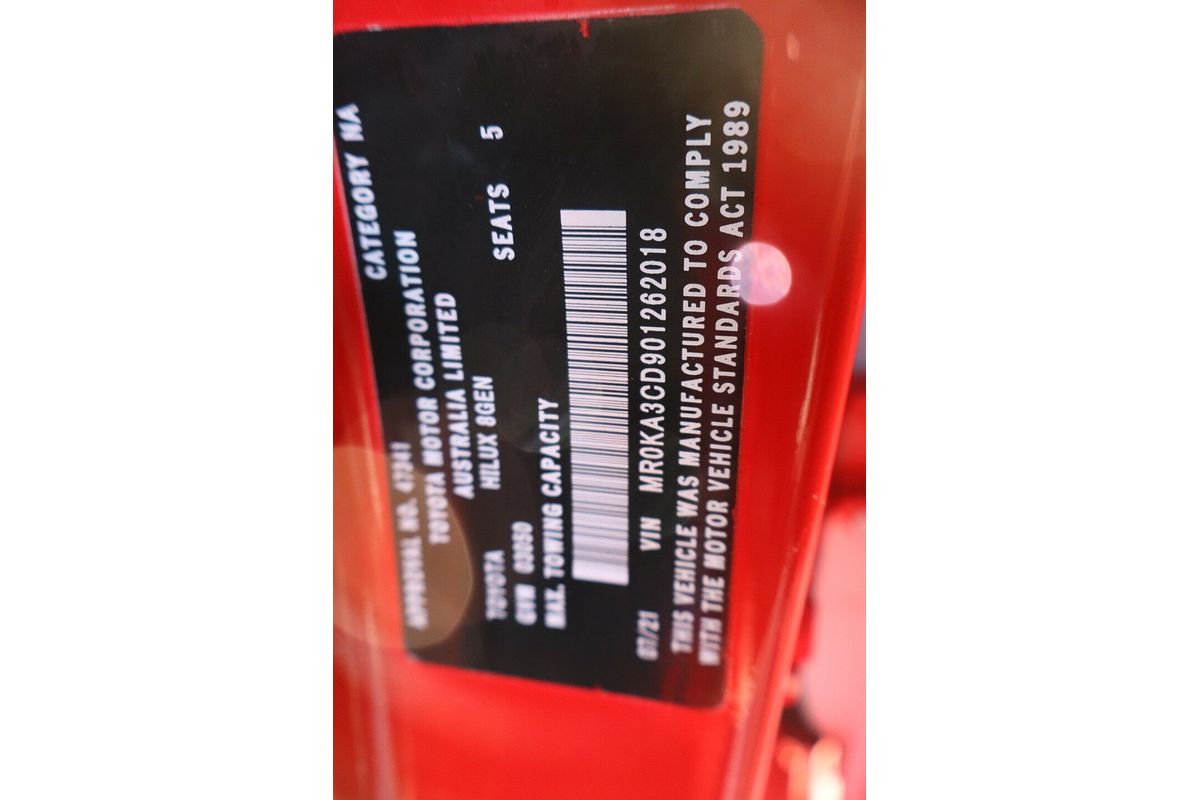 APPROVAL NO. 47341 CATEGORY NA
TOYOTA MOTOR CORPORATION
AUSTRALIA LIMITED
TOYOTA HILUX 8GEN
GVM 03050 SEATS 5
MAX. TOWING CAPACITY
07/21 VIN MR0KA3CD901262018
THIS VEHICLE WAS MANUFACTURED TO COMPLY
WITH THE MOTOR VEHICLE STANDARDS ACT 1989